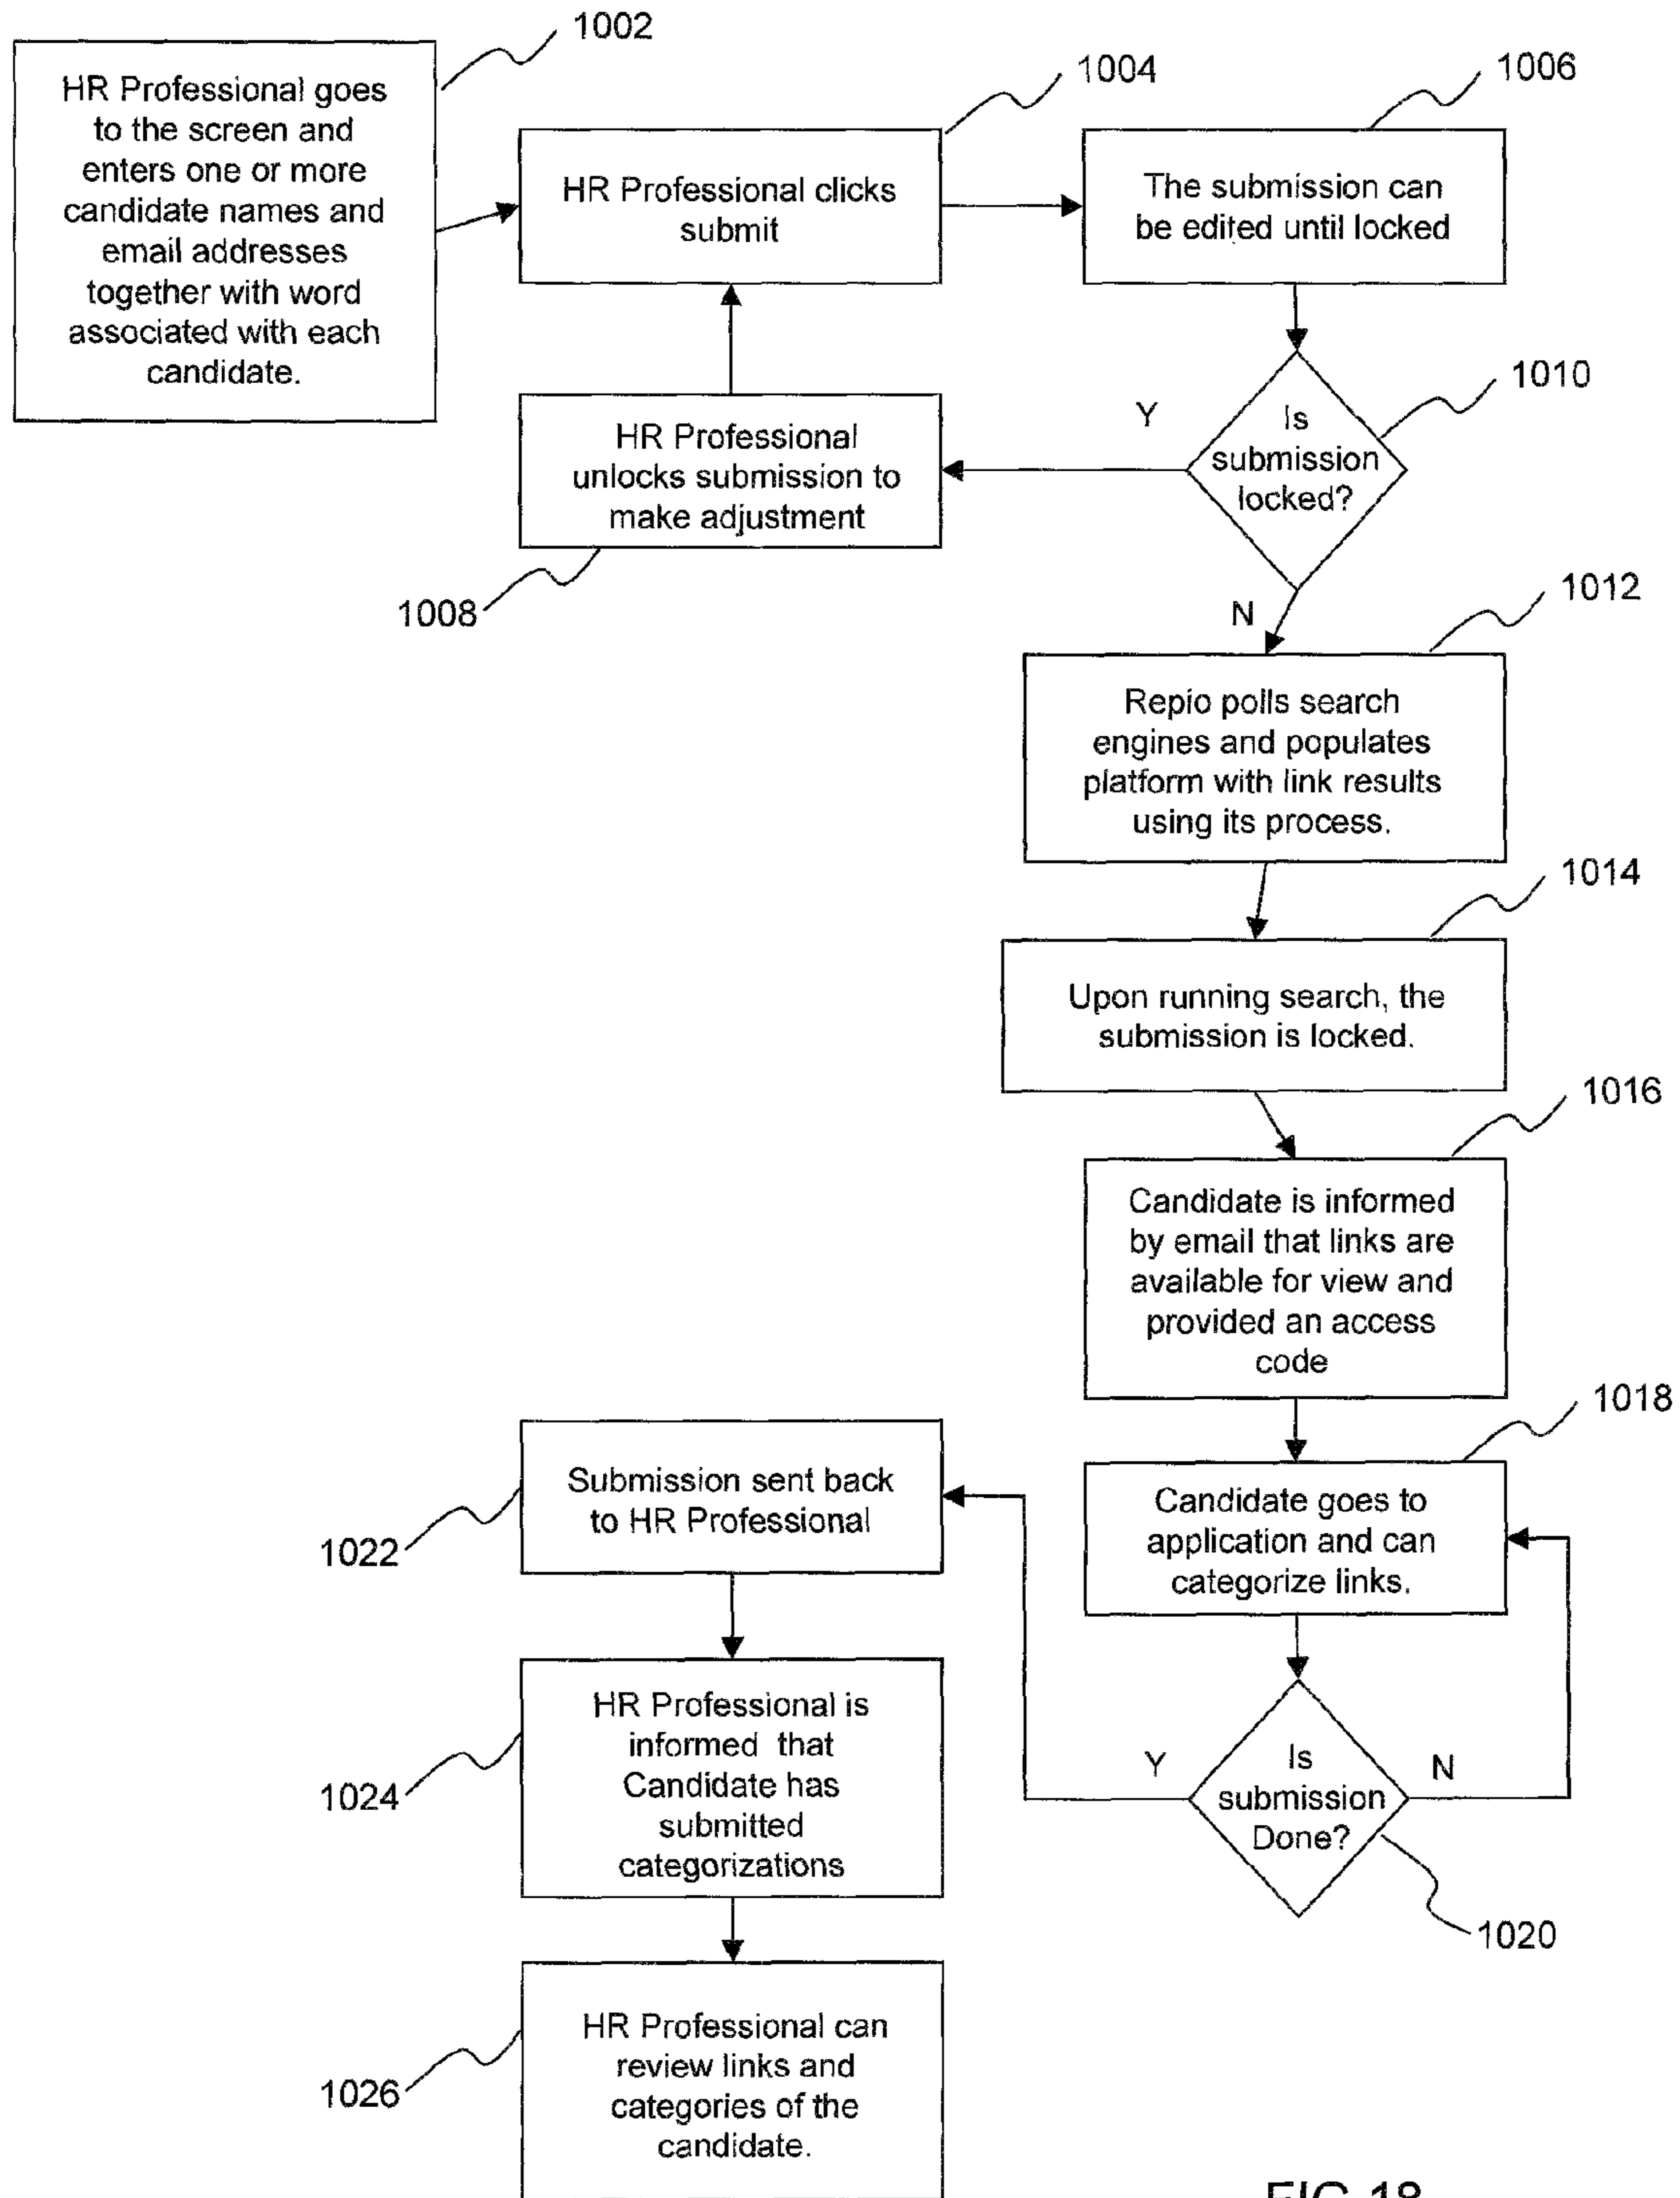 1002
HR Professional goes
to the screen and
enters one or more
candidate names and
email addresses
together with word
associated with each
candidate.
1004
HR Professional clicks
submit
1006
The submission can
be edited until locked
1010
Is
submission
locked?
Y
N
HR Professional
unlocks submission to
make adjustment
1008
1012
Repio polls search
engines and populates
platform with link results
using its process.
1014
Upon running search, the
submission is locked.
1016
Candidate is informed
by email that links are
available for view and
provided an access
code
1018
Candidate goes to
application and can
categorize links.
Is
submission
Done?
Y
N
1020
Submission sent back
to HR Professional
1022
HR Professional is
informed that
Candidate has
submitted
categorizations
1024
HR Professional can
review links and
categories of the
candidate.
1026
FIG 18